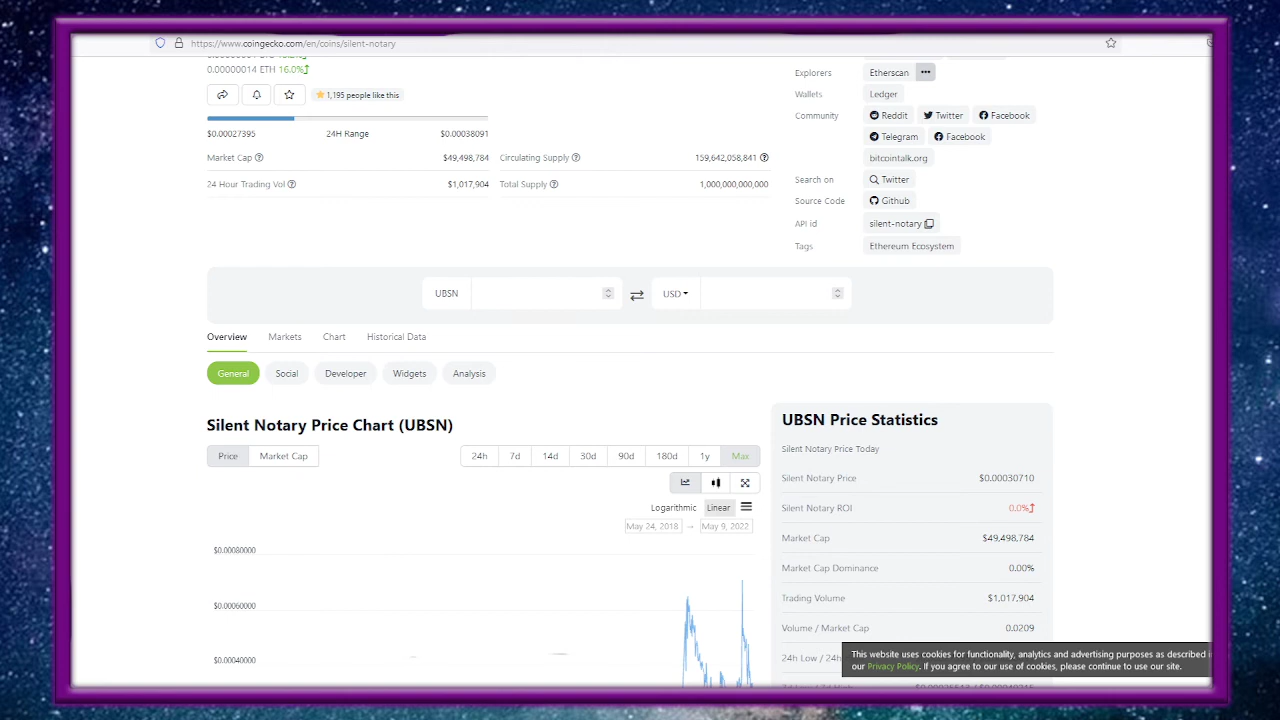 https://www.coingecko.com/en/coins/silent-notary
0.00000014 ETH 16.0%
1,195 people like this
$0.00027395 24H Range $0.00038091
Market Cap $49,498,784
24 Hour Trading Vol $1,017,904
Circulating Supply 159,642,058,841
Total Supply 1,000,000,000,000
Explorers Etherscan
Wallets Ledger
Community Reddit Twitter Facebook
Telegram Facebook
bitcointalk.org
Search on Twitter
Source Code Github
API id silent-notary
Tags Ethereum Ecosystem
UBSN USD
Overview Markets Chart Historical Data
General Social Developer Widgets Analysis
Silent Notary Price Chart (UBSN)
Price Market Cap
24h 7d 14d 30d 90d 180d 1y Max
Logarithmic Linear
May 24, 2018 → May 9, 2022
$0.00080000
$0.00060000
$0.00040000
UBSN Price Statistics
Silent Notary Price Today
Silent Notary Price $0.00030710
Silent Notary ROI 0.0%
Market Cap $49,498,784
Market Cap Dominance 0.00%
Trading Volume $1,017,904
Volume / Market Cap 0.0209
24h Low / 24h
This website uses cookies for functionality, analytics and advertising purposes as described i
our Privacy Policy. If you agree to our use of cookies, please continue to use our site.